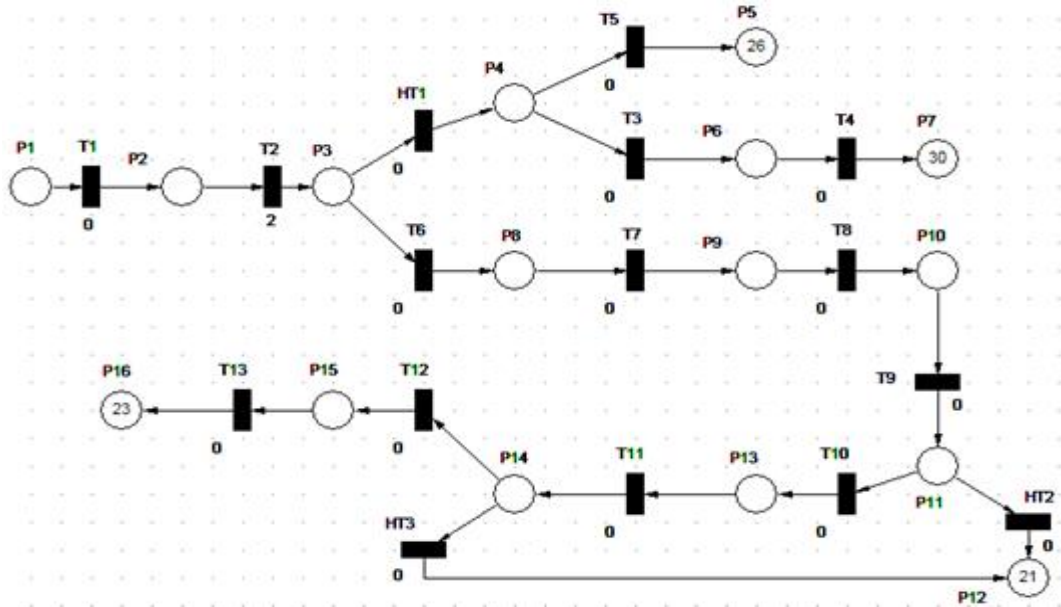 T5 P5
26
P4
0
HT1
T3 P6 T4 P7
30
P1 T1 P2 T2 P3
0
0 2
0 0
T6 P8 T7 P9 T8 P10
0 0 0
P16 T13 P15 T12
23
T9
0
0 0
P14 T11 P13 T10
P11
HT2
0 0
HT3
0
0
21
P12